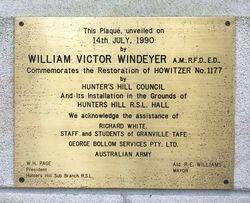 This Plaque, unveiled on
14th JULY, 1990
by
WILLIAM VICTOR WINDEYER A.M., R.F.D., E.D.,
Commemorates the Restoration of HOWITZER No.1177
by
HUNTER'S HILL COUNCIL
And Its Installation in the Grounds of
HUNTERS HILL R.S.L. HALL
We acknowledge the assistance of
RICHARD WHITE,
STAFF and STUDENTS of GRANVILLE TAFE
GEORGE BOLLOM SERVICES PTY. LTD.
AUSTRALIAN ARMY
W.H. PAGE
President
Hunters Hill Sub Branch R.S.L.
Ald. R.E. WILLIAMS
MAYOR